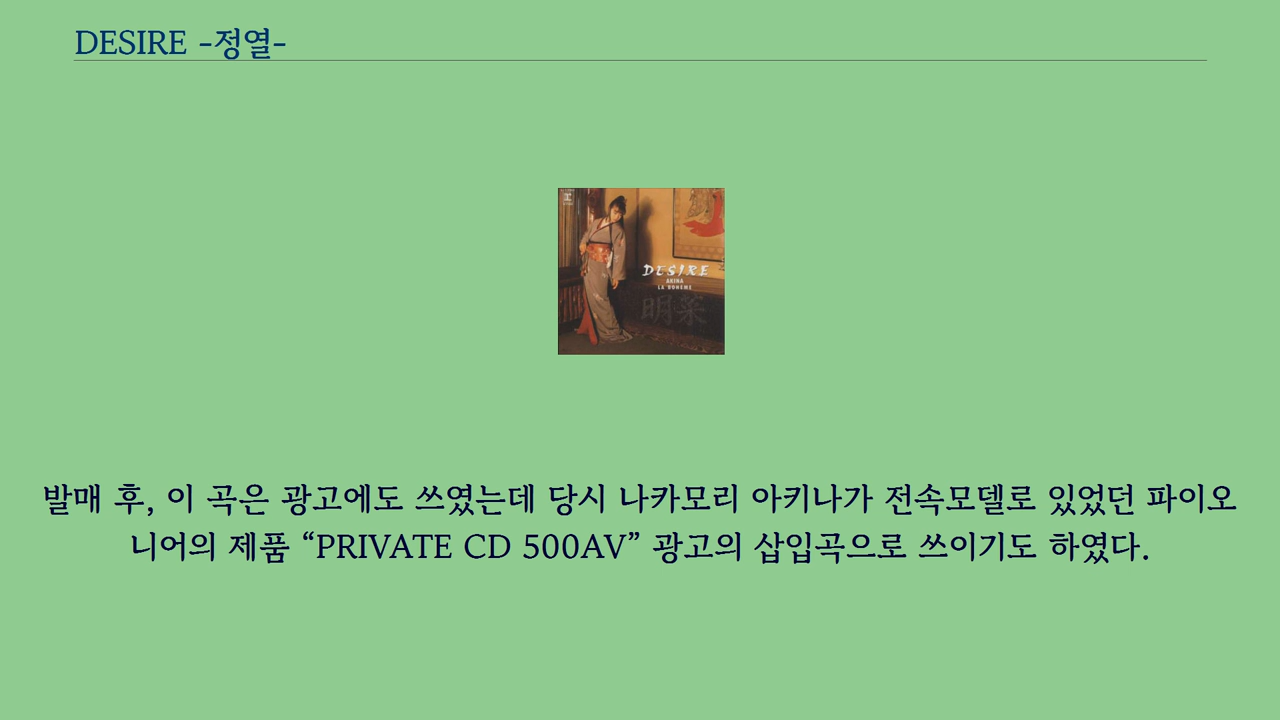 DESIRE -정열-
DESIRE
AKINA
LA BOHEME
明菜
발매 후, 이 곡은 광고에도 쓰였는데 당시 나카모리 아키나가 전속모델로 있었던 파이오
니어의 제품 “PRIVATE CD 500AV” 광고의 삽입곡으로 쓰이기도 하였다.